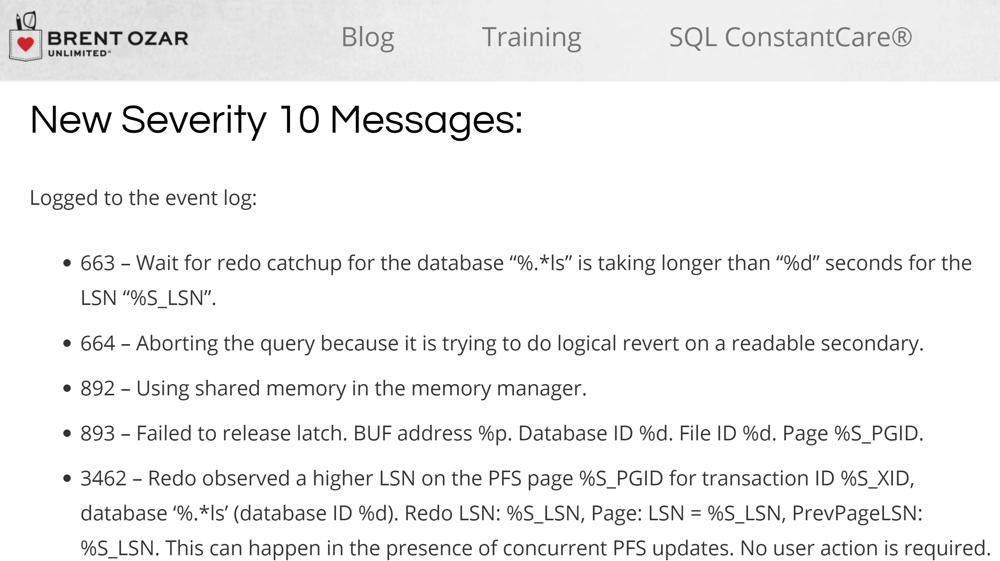 BRENT OZAR
UNLIMITED®
Blog
Training
SQL ConstantCare®
New Severity 10 Messages:
Logged to the event log:
• 663 – Wait for redo catchup for the database “%.*ls” is taking longer than “%d” seconds for the
LSN “%S_LSN”.
• 664 – Aborting the query because it is trying to do logical revert on a readable secondary.
• 892 – Using shared memory in the memory manager.
• 893 – Failed to release latch. BUF address %p. Database ID %d. File ID %d. Page %S_PGID.
• 3462 – Redo observed a higher LSN on the PFS page %S_PGID for transaction ID %S_XID,
database ‘%.*ls’ (database ID %d). Redo LSN: %S_LSN, Page: LSN = %S_LSN, PrevPageLSN:
%S_LSN. This can happen in the presence of concurrent PFS updates. No user action is required.